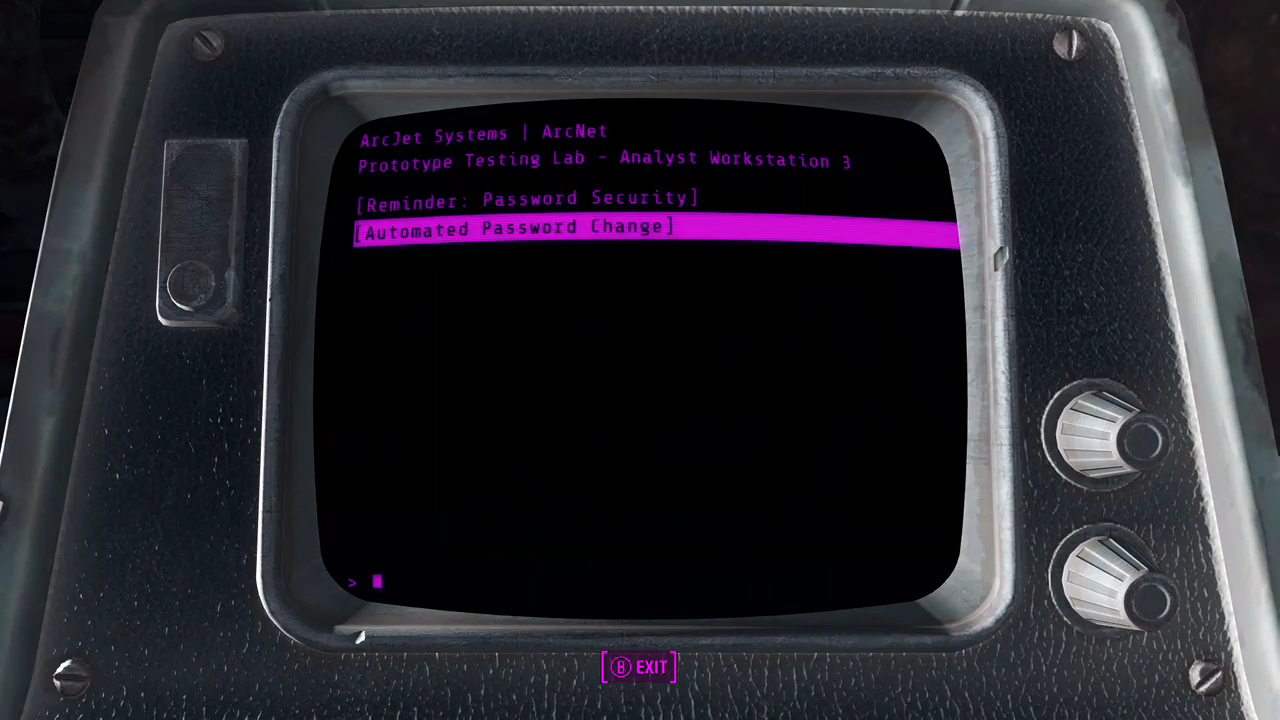 ArcJet Systems | ArcNet
Prototype Testing Lab - Analyst Workstation 3
[Reminder: Password Security]
[Automated Password Change]
>
[Ⓑ EXIT]